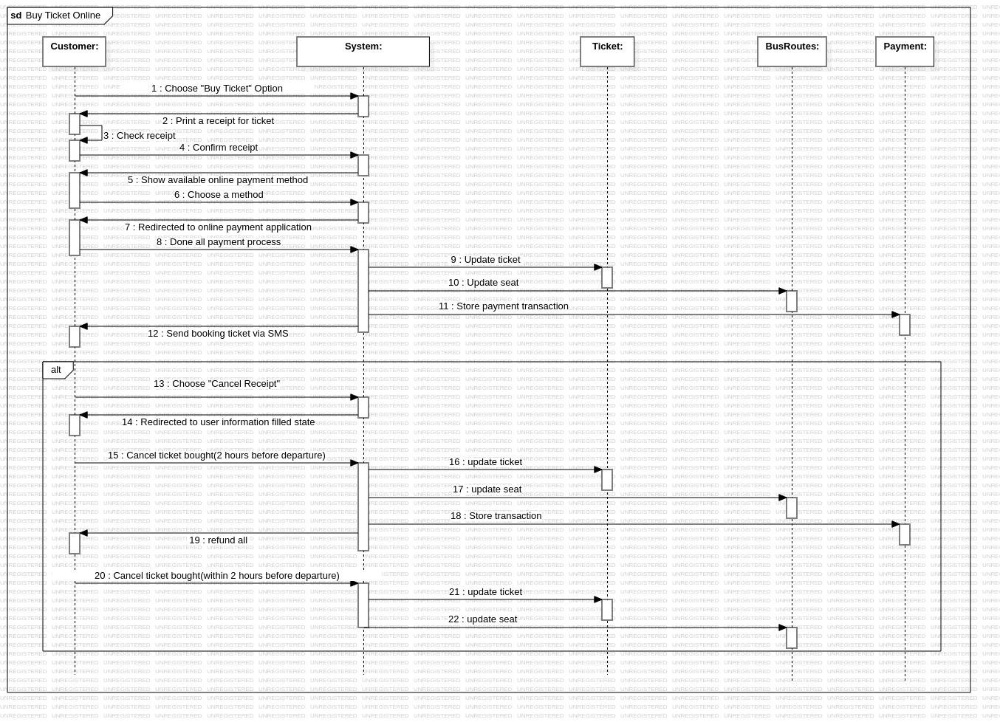 sd Buy Ticket Online
Customer:
System:
Ticket:
BusRoutes:
Payment:
1 : Choose "Buy Ticket" Option
2 : Print a receipt for ticket
3 : Check receipt
4 : Confirm receipt
5 : Show available online payment method
6 : Choose a method
7 : Redirected to online payment application
8 : Done all payment process
9 : Update ticket
10 : Update seat
11 : Store payment transaction
12 : Send booking ticket via SMS
alt
13 : Choose "Cancel Receipt"
14 : Redirected to user information filled state
15 : Cancel ticket bought(2 hours before departure)
16 : update ticket
17 : update seat
18 : Store transaction
19 : refund all
20 : Cancel ticket bought(within 2 hours before departure)
21 : update ticket
22 : update seat
UNREGISTERED